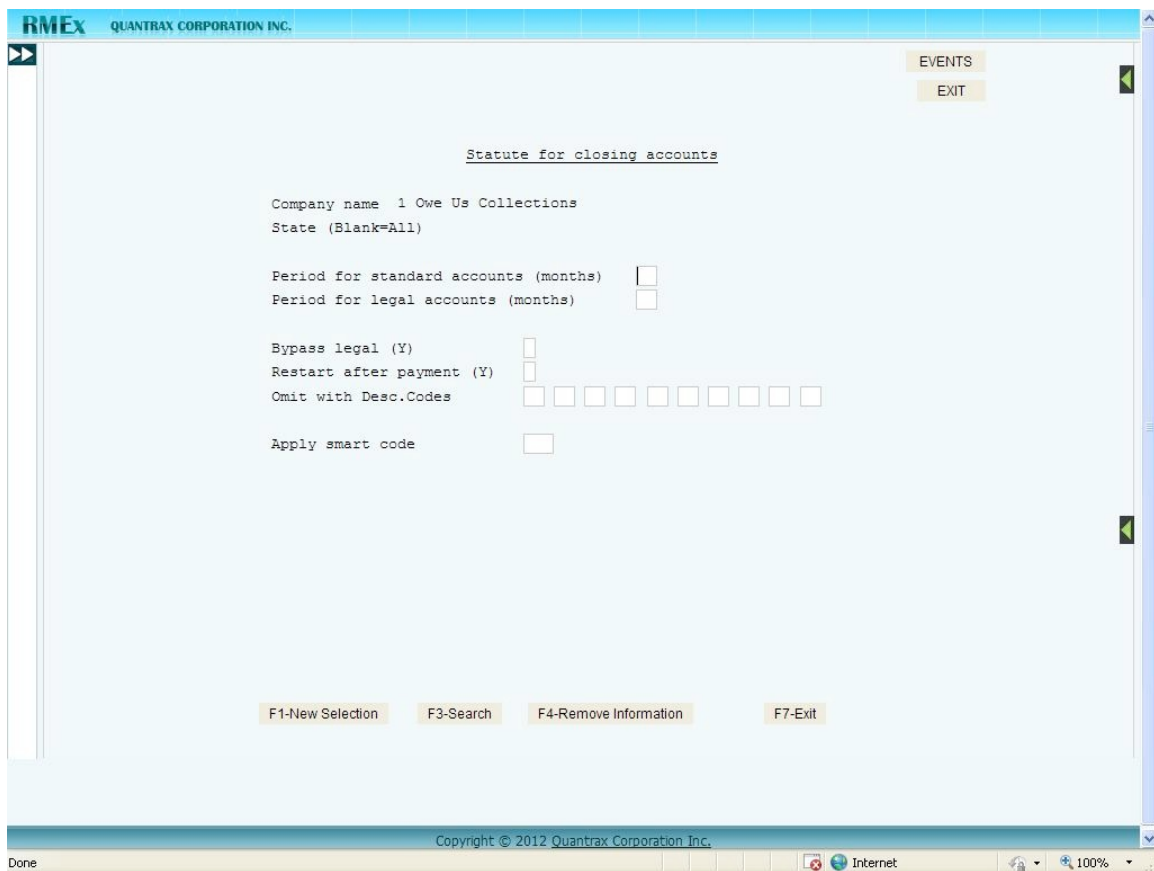 RMEx QUANTRAX CORPORATION INC.
EVENTS
EXIT
Statute for closing accounts
Company name 1 Owe Us Collections
State (Blank=All)
Period for standard accounts (months)
Period for legal accounts (months)
Bypass legal (Y)
Restart after payment (Y)
Omit with Desc.Codes
Apply smart code
F1-New Selection F3-Search F4-Remove Information F7-Exit
Copyright © 2012 Quantrax Corporation Inc.
Done Internet 100%